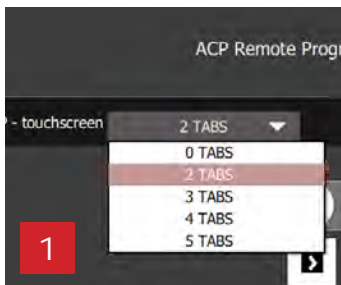 ACP Remote Progr
- touchscreen
2 TABS
0 TABS
2 TABS
3 TABS
4 TABS
5 TABS
1